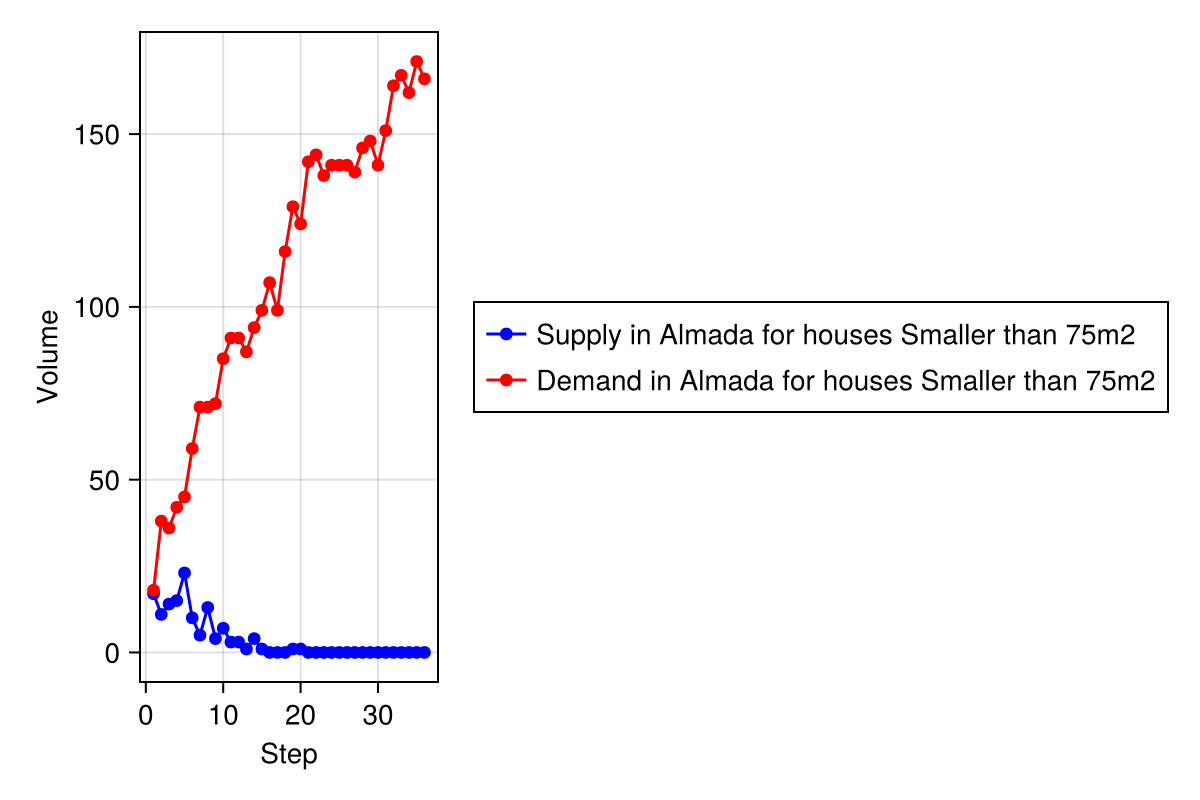 150
100
50
0
Volume
0 10 20 30
Step
Supply in Almada for houses Smaller than 75m2
Demand in Almada for houses Smaller than 75m2